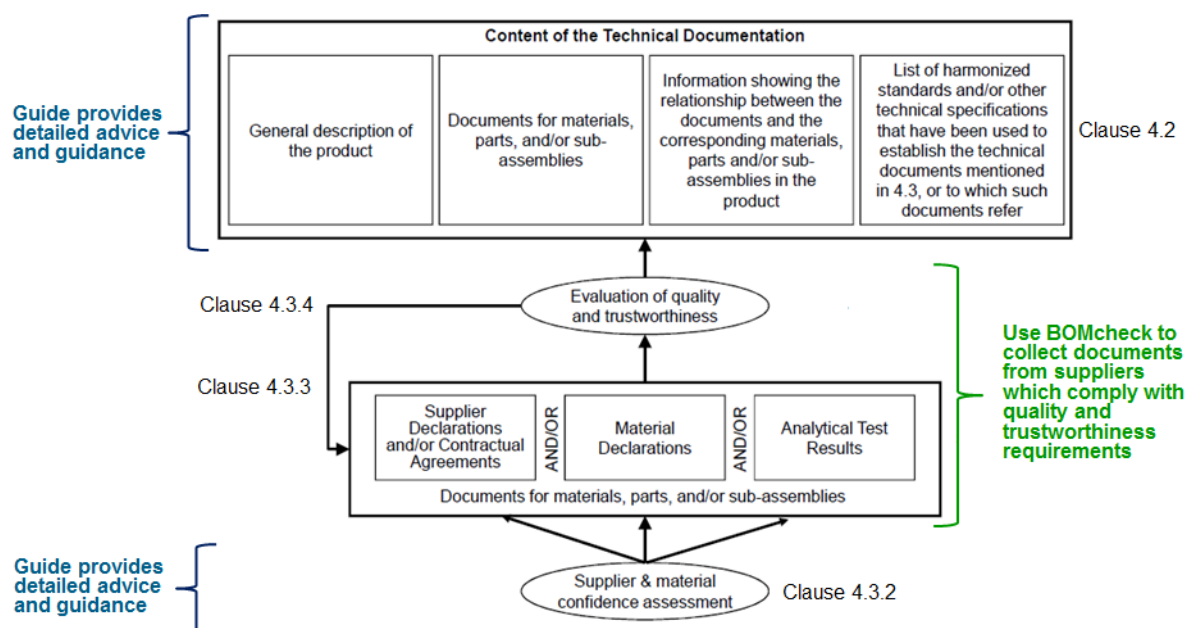 Content of the Technical Documentation
Guide provides
detailed advice
and guidance
General description of
the product
Documents for materials,
parts, and/or sub-
assemblies
Information showing the
relationship between the
documents and the
corresponding materials,
parts and/or sub-
assemblies in the
product
List of harmonized
standards and/or other
technical specifications
that have been used to
establish the technical
documents mentioned
in 4.3, or to which such
documents refer
Clause 4.2
Clause 4.3.4
Evaluation of quality
and trustworthiness
Clause 4.3.3
Supplier
Declarations
and/or Contractual
Agreements
AND/OR
Material
Declarations
AND/OR
Analytical Test
Results
Documents for materials, parts, and/or sub-assemblies
Use BOMcheck to
collect documents
from suppliers
which comply with
quality and
trustworthiness
requirements
Guide provides
detailed advice
and guidance
Supplier & material
confidence assessment
Clause 4.3.2